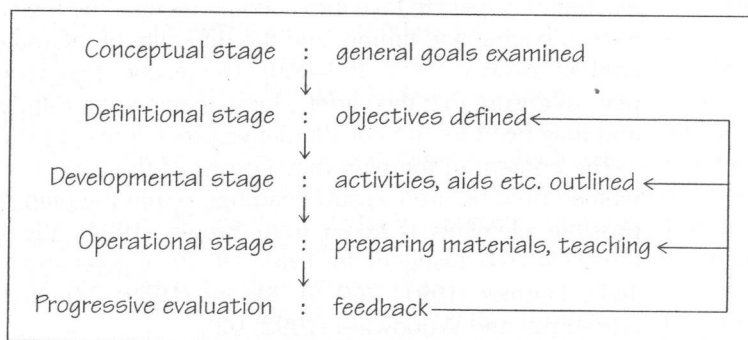 Conceptual stage : general goals examined
Definitional stage : objectives defined
Developmental stage : activities, aids etc. outlined
Operational stage : preparing materials, teaching
Progressive evaluation : feedback